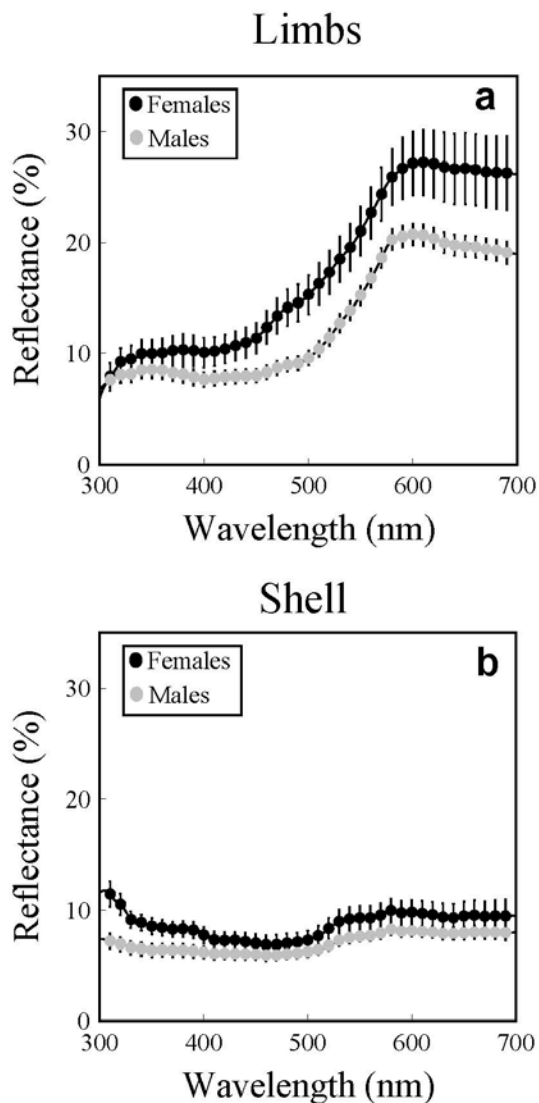 Limbs
a
Females
Males
Reflectance (%)
30
20
10
0
300 400 500 600 700
Wavelength (nm)
Shell
b
Females
Males
Reflectance (%)
30
20
10
0
300 400 500 600 700
Wavelength (nm)